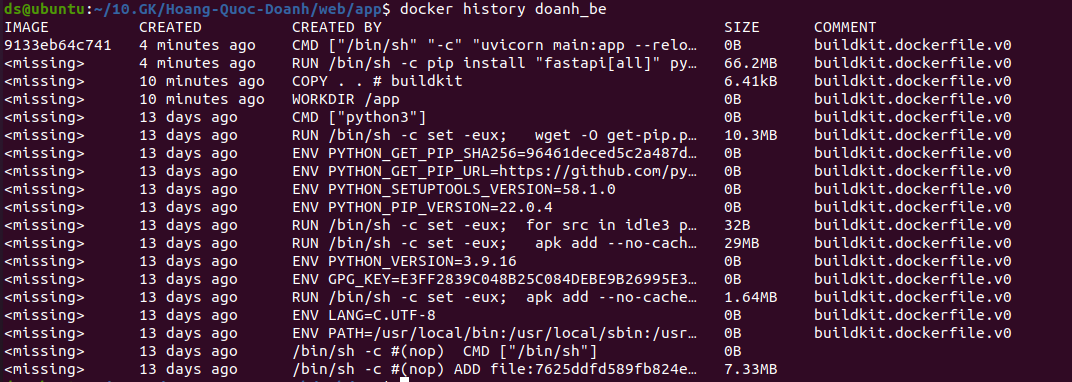 ds@ubuntu:~/10.GK/Hoang-Quoc-Doanh/web/app$ docker history doanh_be
IMAGE CREATED CREATED BY SIZE COMMENT
9133eb64c741 4 minutes ago CMD ["/bin/sh" "-c" "uvicorn main:app --relo… 0B buildkit.dockerfile.v0
<missing> 4 minutes ago RUN /bin/sh -c pip install "fastapi[all]" py… 66.2MB buildkit.dockerfile.v0
<missing> 10 minutes ago COPY . . # buildkit 6.41kB buildkit.dockerfile.v0
<missing> 10 minutes ago WORKDIR /app 0B buildkit.dockerfile.v0
<missing> 13 days ago CMD ["python3"] 0B buildkit.dockerfile.v0
<missing> 13 days ago RUN /bin/sh -c set -eux; wget -O get-pip.p… 10.3MB buildkit.dockerfile.v0
<missing> 13 days ago ENV PYTHON_GET_PIP_SHA256=96461deced5c2a487d… 0B buildkit.dockerfile.v0
<missing> 13 days ago ENV PYTHON_GET_PIP_URL=https://github.com/py… 0B buildkit.dockerfile.v0
<missing> 13 days ago ENV PYTHON_SETUPTOOLS_VERSION=58.1.0 0B buildkit.dockerfile.v0
<missing> 13 days ago ENV PYTHON_PIP_VERSION=22.0.4 0B buildkit.dockerfile.v0
<missing> 13 days ago RUN /bin/sh -c set -eux; for src in idle3 p… 32B buildkit.dockerfile.v0
<missing> 13 days ago RUN /bin/sh -c set -eux; apk add --no-cach… 29MB buildkit.dockerfile.v0
<missing> 13 days ago ENV PYTHON_VERSION=3.9.16 0B buildkit.dockerfile.v0
<missing> 13 days ago ENV GPG_KEY=E3FF2839C048B25C084DEBE9B26995E3… 0B buildkit.dockerfile.v0
<missing> 13 days ago RUN /bin/sh -c set -eux; apk add --no-cache… 1.64MB buildkit.dockerfile.v0
<missing> 13 days ago ENV LANG=C.UTF-8 0B buildkit.dockerfile.v0
<missing> 13 days ago ENV PATH=/usr/local/bin:/usr/local/sbin:/usr… 0B buildkit.dockerfile.v0
<missing> 13 days ago /bin/sh -c #(nop) CMD ["/bin/sh"] 0B
<missing> 13 days ago /bin/sh -c #(nop) ADD file:7625ddfd589fb824e… 7.33MB